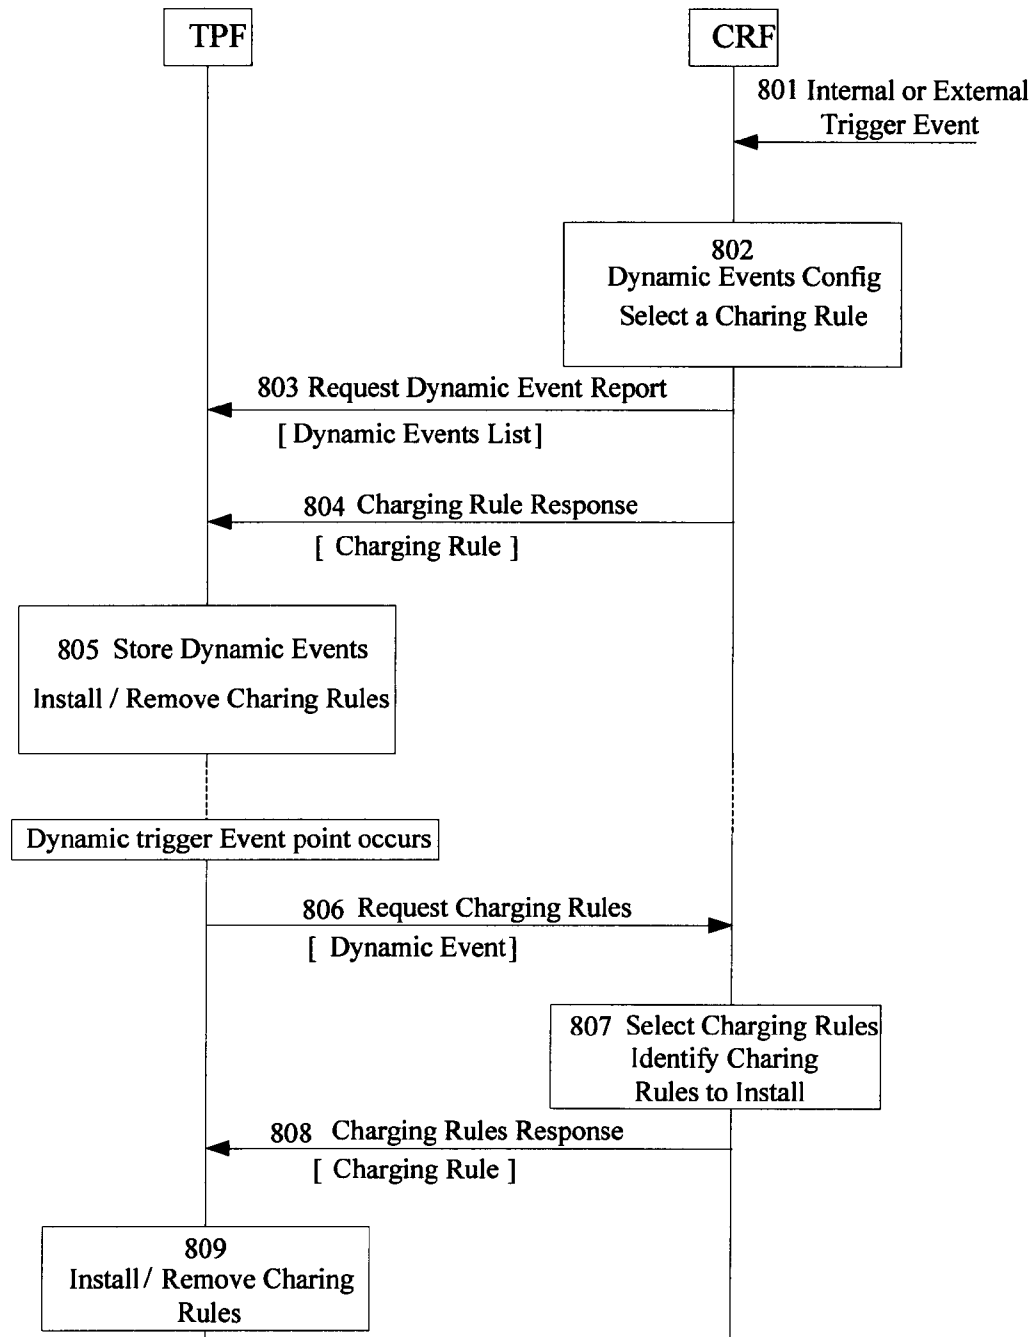 TPF
CRF
801 Internal or External
Trigger Event
802
Dynamic Events Config
Select a Charing Rule
803 Request Dynamic Event Report
[ Dynamic Events List]
804 Charging Rule Response
[ Charging Rule ]
805 Store Dynamic Events
Install / Remove Charing Rules
Dynamic trigger Event point occurs
806 Request Charging Rules
[ Dynamic Event]
807 Select Charging Rules
Identify Charing
Rules to Install
808 Charging Rules Response
[ Charging Rule ]
809
Install / Remove Charing
Rules